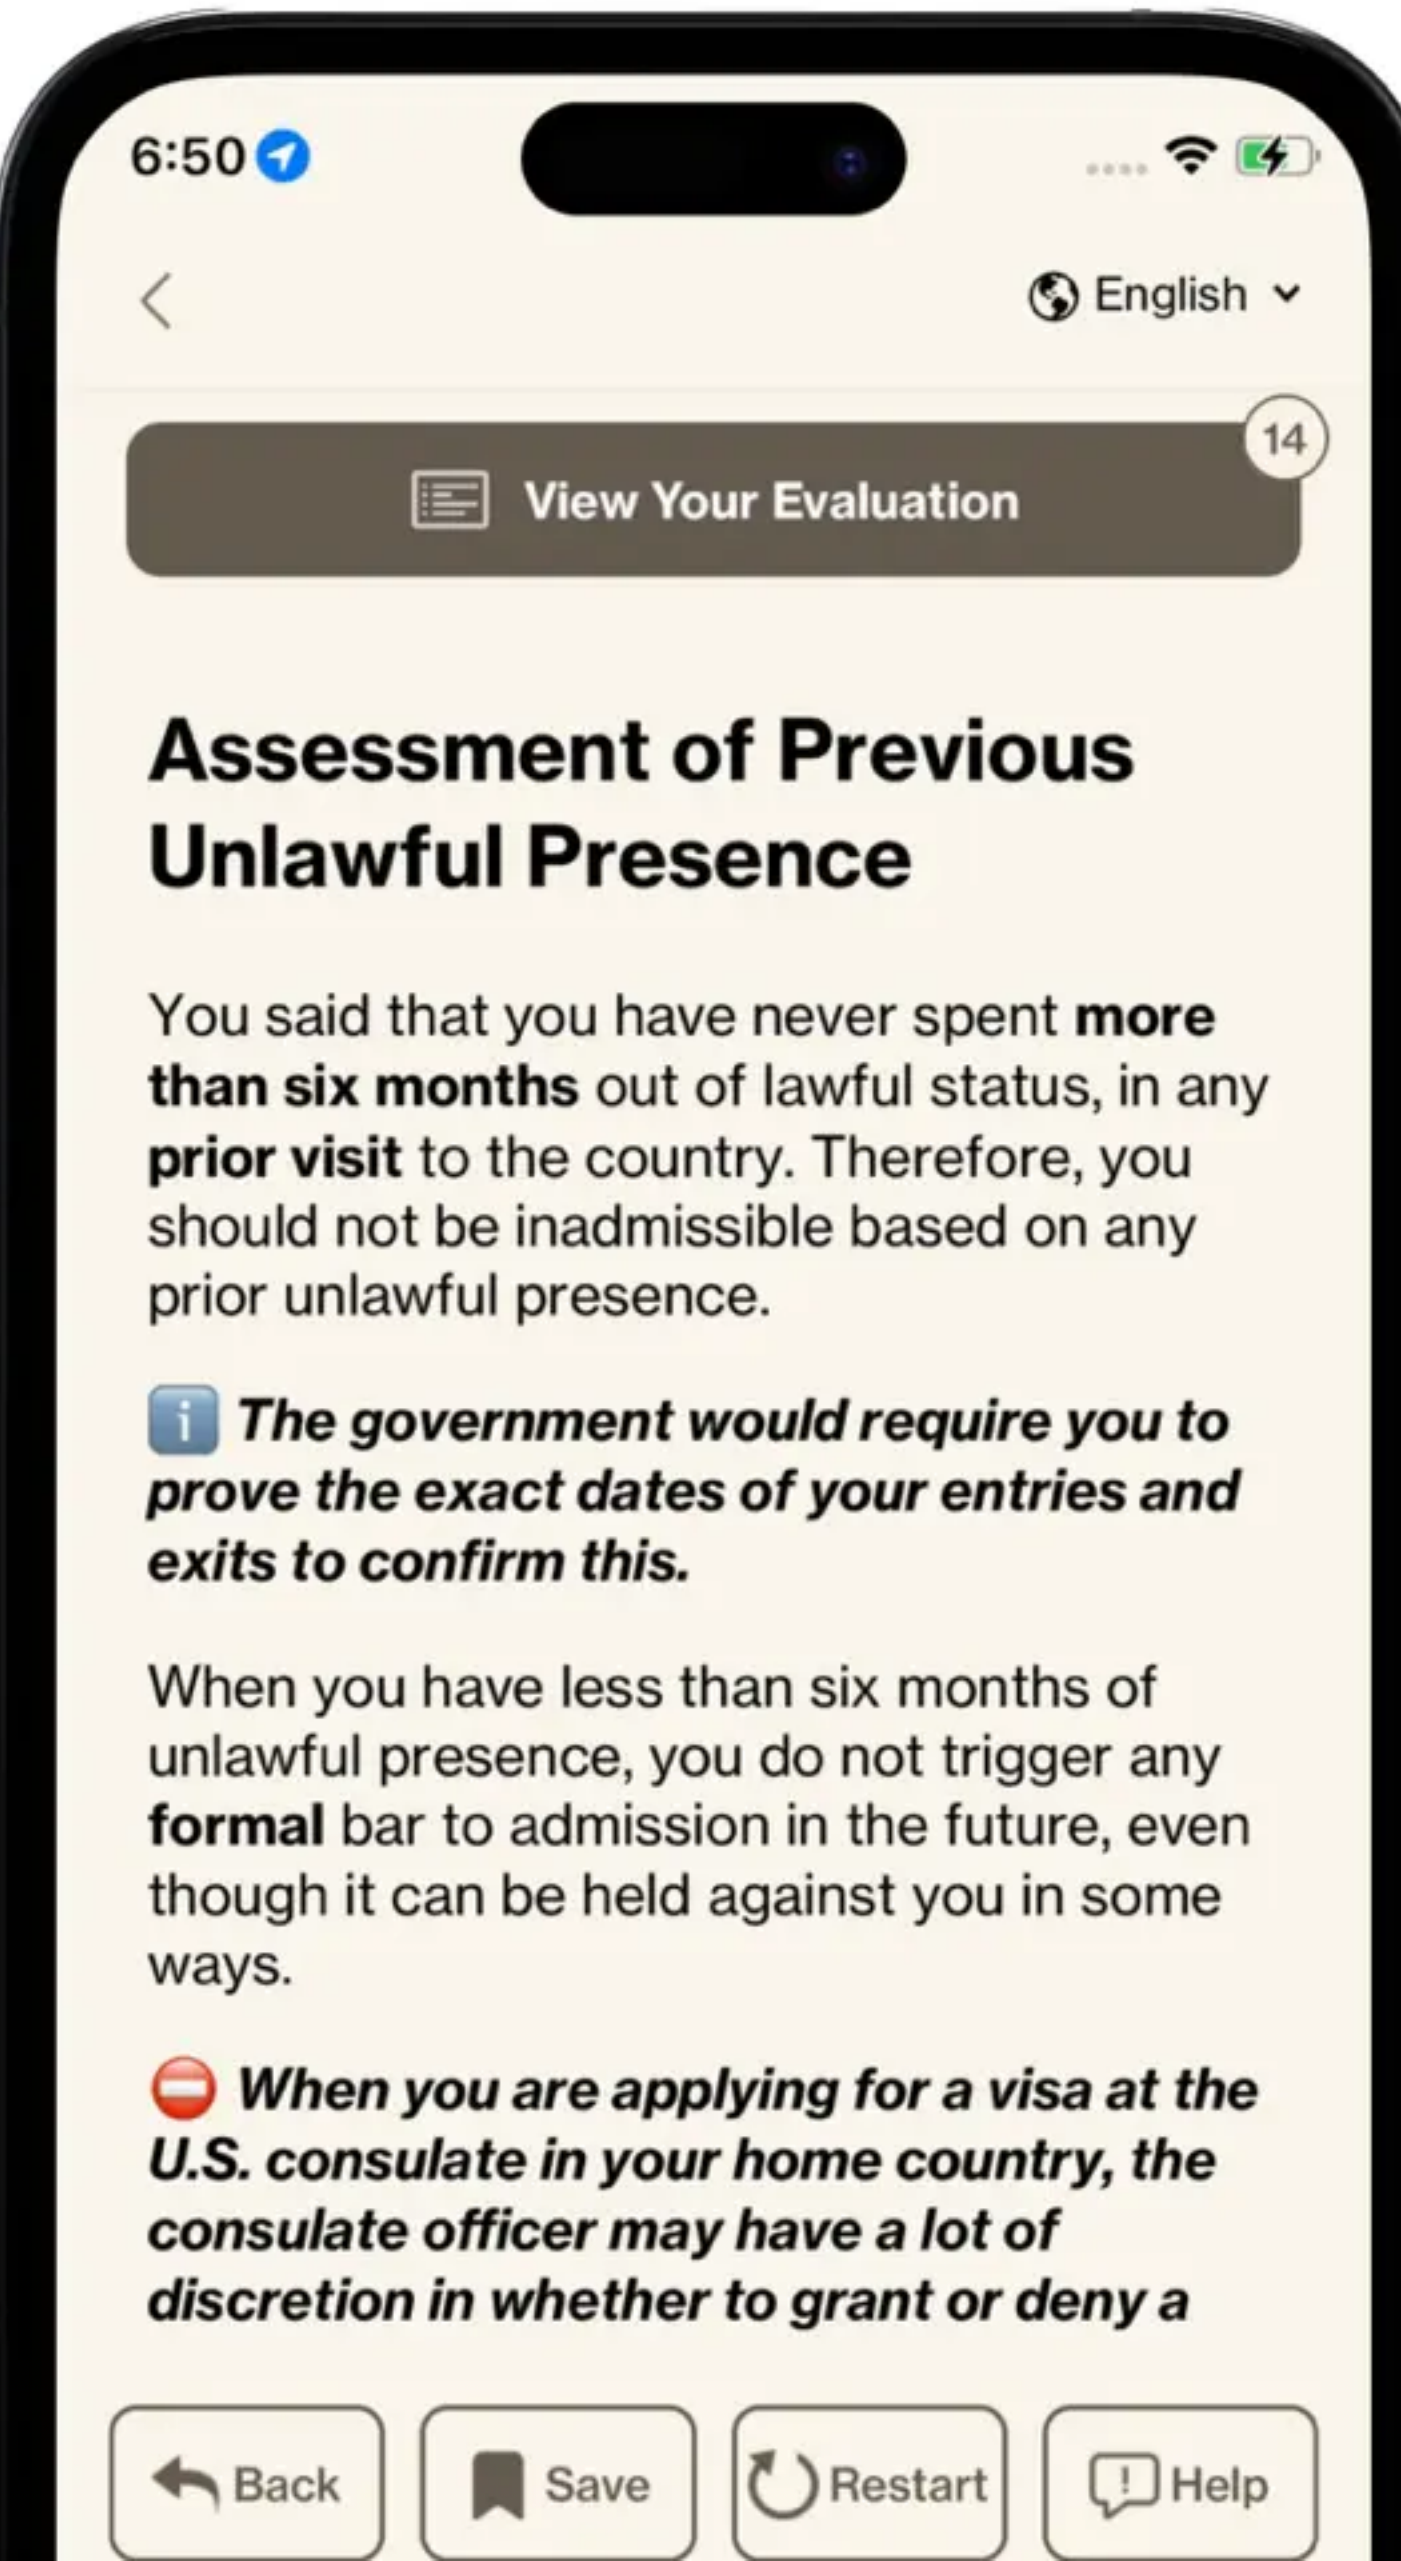 6:50
English
14
View Your Evaluation
Assessment of Previous
Unlawful Presence
You said that you have never spent more
than six months out of lawful status, in any
prior visit to the country. Therefore, you
should not be inadmissible based on any
prior unlawful presence.
i The government would require you to
prove the exact dates of your entries and
exits to confirm this.
When you have less than six months of
unlawful presence, you do not trigger any
formal bar to admission in the future, even
though it can be held against you in some
ways.
When you are applying for a visa at the
U.S. consulate in your home country, the
consulate officer may have a lot of
discretion in whether to grant or deny a
Back Save Restart Help